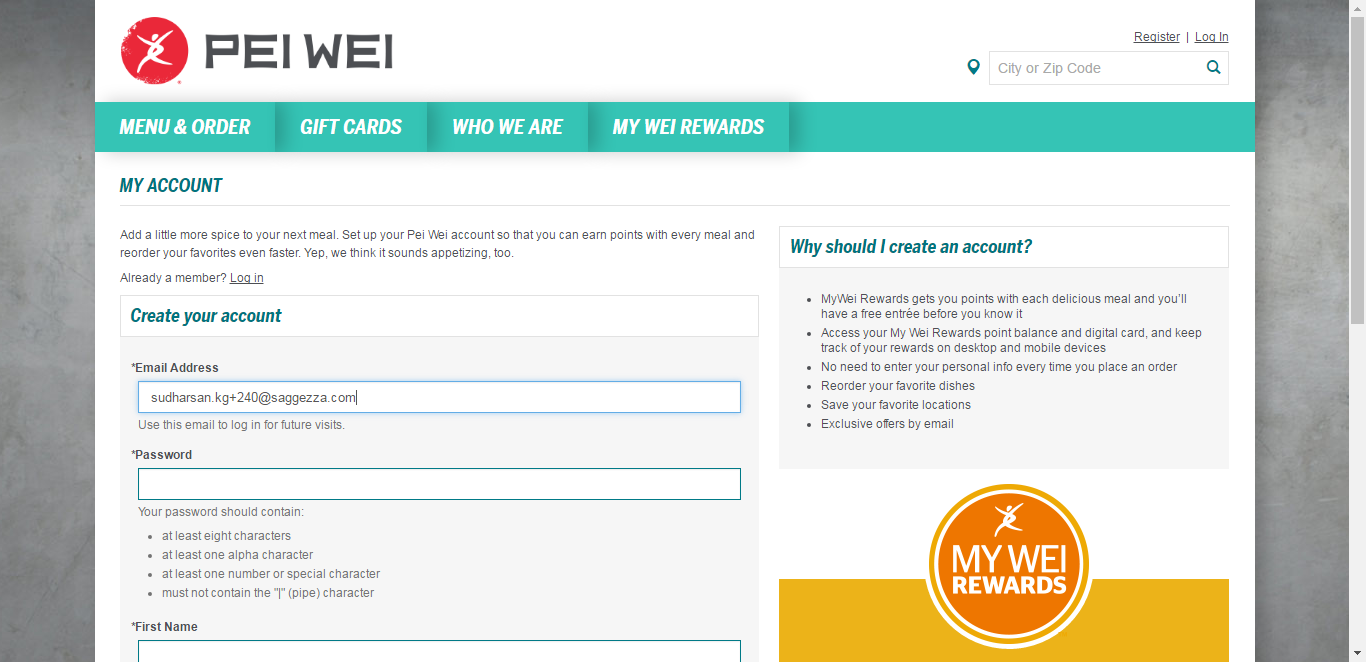 PEI WEI
Register | Log In
City or Zip Code
MENU & ORDER GIFT CARDS WHO WE ARE MY WEI REWARDS
MY ACCOUNT
Add a little more spice to your next meal. Set up your Pei Wei account so that you can earn points with every meal and
reorder your favorites even faster. Yep, we think it sounds appetizing, too.
Already a member? Log in
Create your account
*Email Address
sudharsan.kg+240@saggezza.com
Use this email to log in for future visits.
*Password
Your password should contain:
at least eight characters
at least one alpha character
at least one number or special character
must not contain the "|" (pipe) character
*First Name
Why should I create an account?
MyWei Rewards gets you points with each delicious meal and you’ll
have a free entrée before you know it
Access your My Wei Rewards point balance and digital card, and keep
track of your rewards on desktop and mobile devices
No need to enter your personal info every time you place an order
Reorder your favorite dishes
Save your favorite locations
Exclusive offers by email
MY WEI
REWARDS